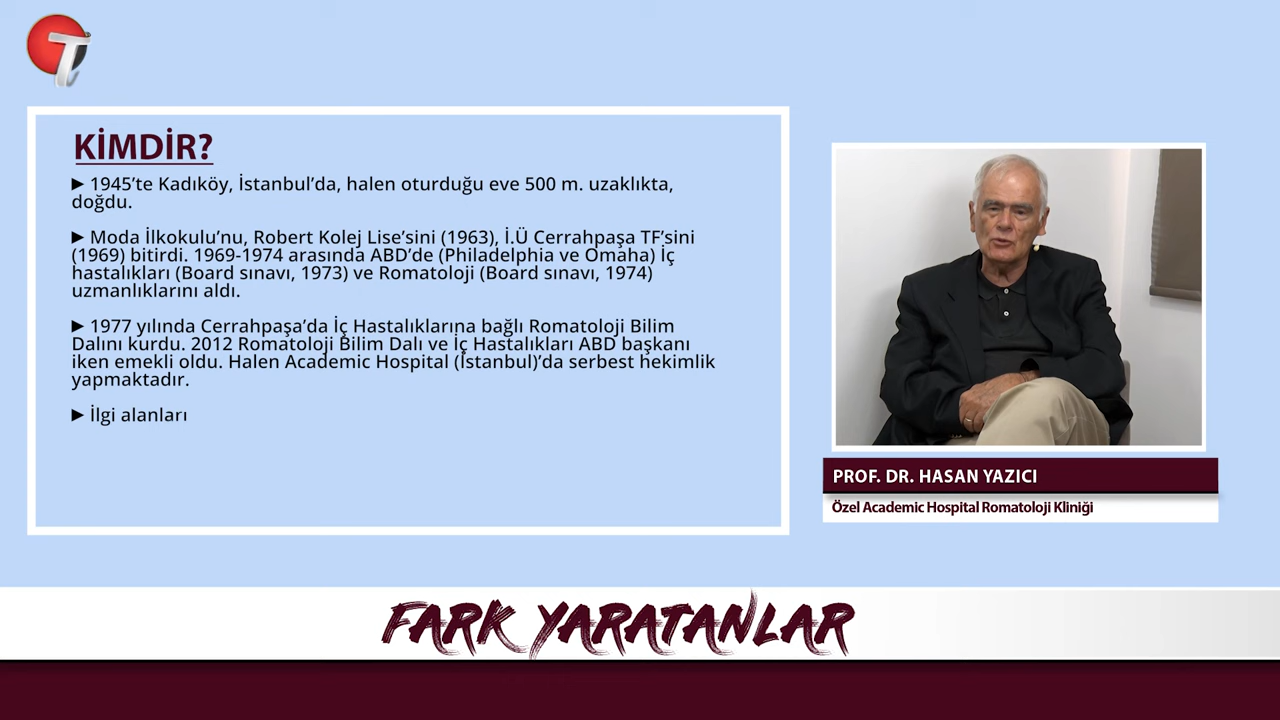 KİMDİR?
►1945’te Kadıköy, İstanbul’da, halen oturduğu eve 500 m. uzaklıkta,
doğdu.
►Moda İlkokulu’nu, Robert Kolej Lise’sini (1963), İ.Ü Cerrahpaşa TF’sini
(1969) bitirdi. 1969-1974 arasında ABD’de (Philadelphia ve Omaha) İç
hastalıkları (Board sınavı, 1973) ve Romatoloji (Board sınavı, 1974)
uzmanlıklarını aldı.
►1977 yılında Cerrahpaşa’da İç Hastalıklarına bağlı Romatoloji Bilim
Dalını kurdu. 2012 Romatoloji Bilim Dalı ve İç Hastalıkları ABD başkanı
iken emekli oldu. Halen Academic Hospital (İstanbul)’da serbest hekimlik
yapmaktadır.
►İlgi alanları
PROF. DR. HASAN YAZICI
Özel Academic Hospital Romatoloji Kliniği
FARK YARATANLAR